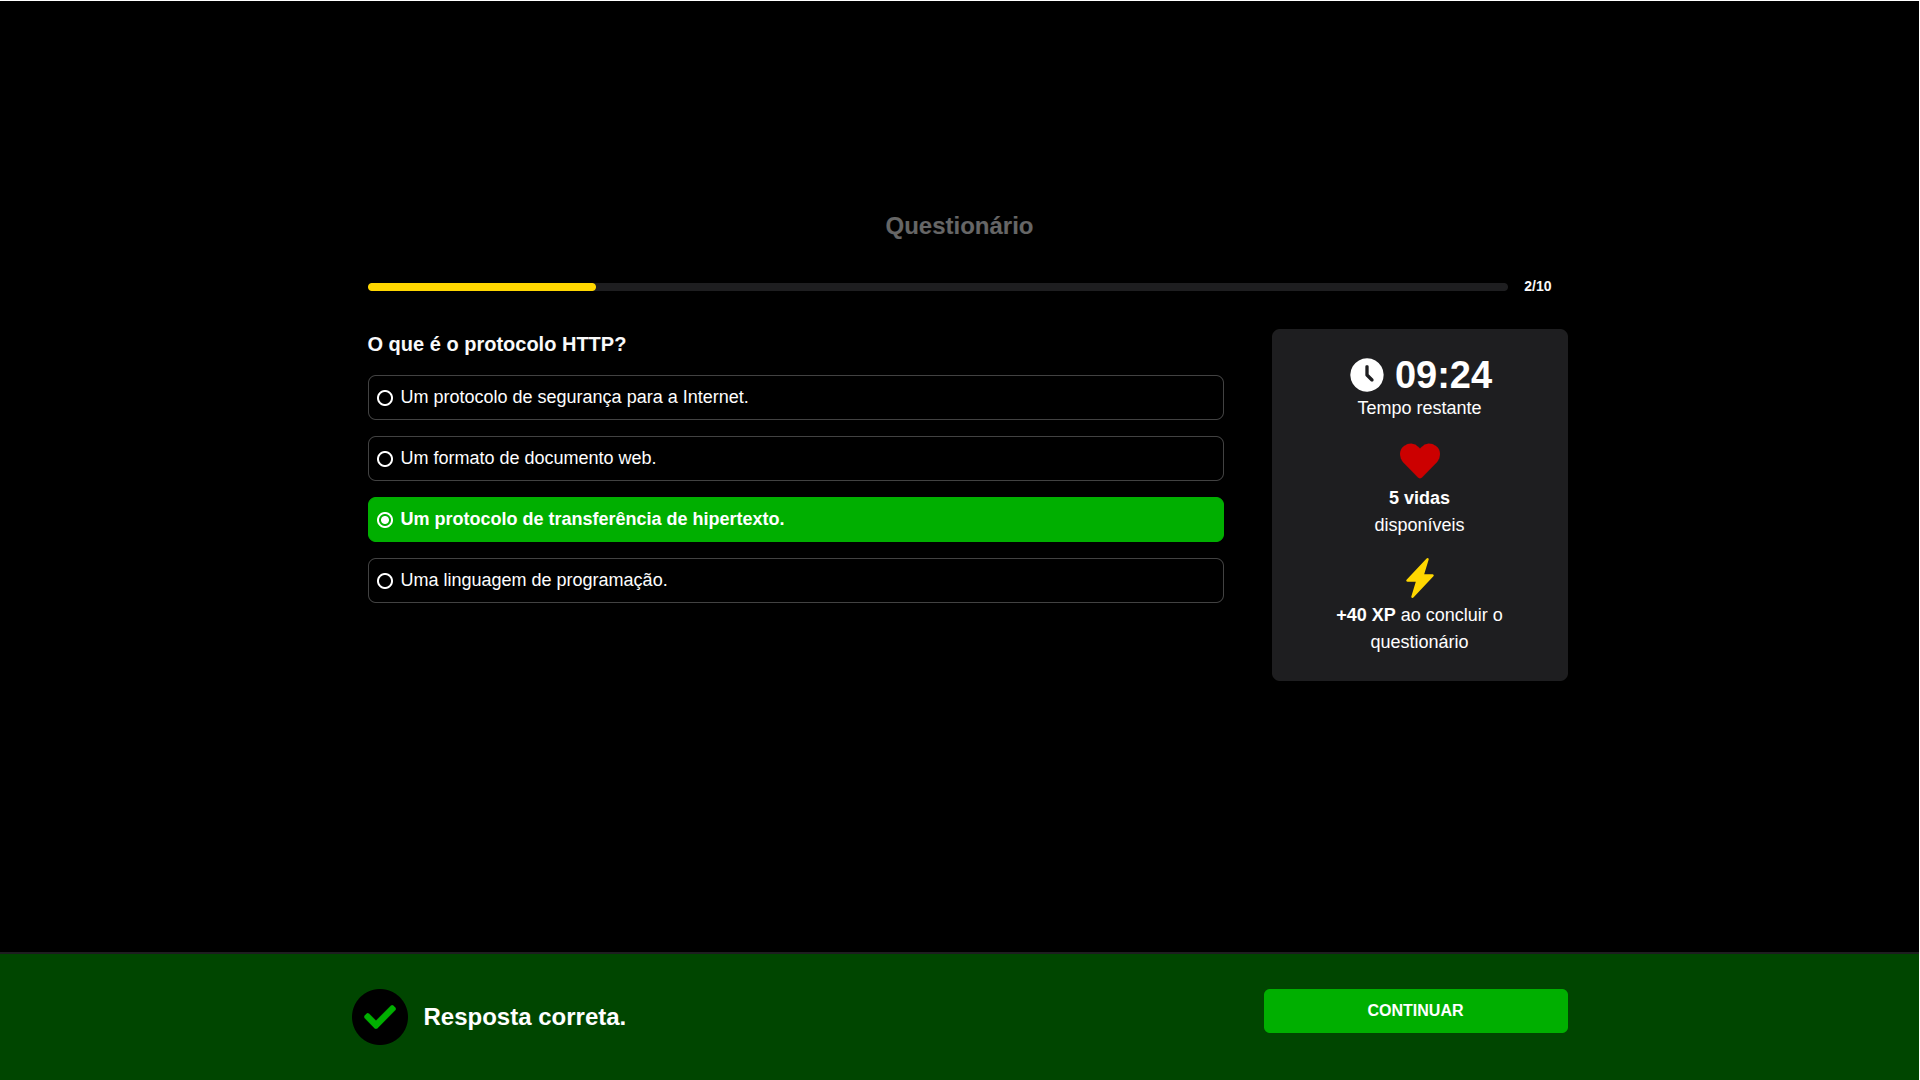 Questionário
2/10
O que é o protocolo HTTP?
Um protocolo de segurança para a Internet.
Um formato de documento web.
Um protocolo de transferência de hipertexto.
Uma linguagem de programação.
09:24
Tempo restante
5 vidas
disponíveis
+40 XP ao concluir o
questionário
Resposta correta.
CONTINUAR